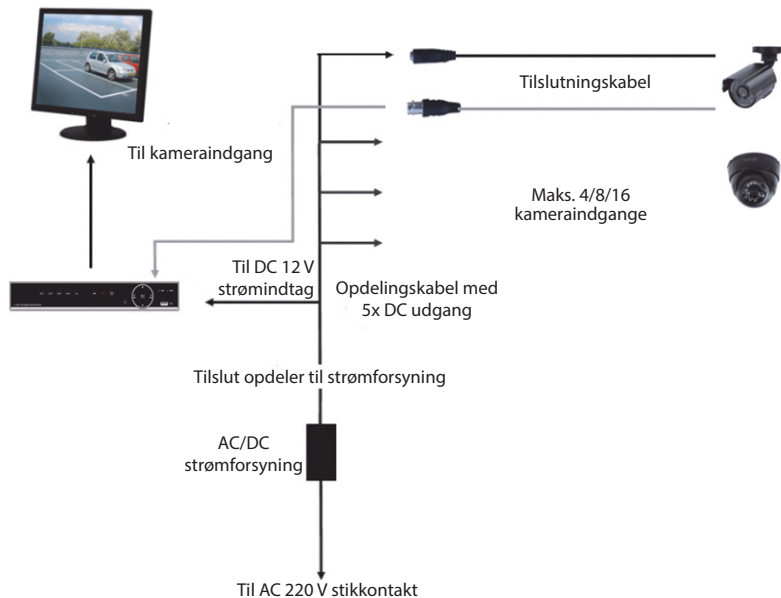 Tilslutningskabel
Til kameraindgang
Maks. 4/8/16
kameraindgange
Til DC 12 V
strømindtag
Opdelingskabel med
5x DC udgang
Tilslut opdeler til strømforsyning
AC/DC
strømforsyning
Til AC 220 V stikkontakt